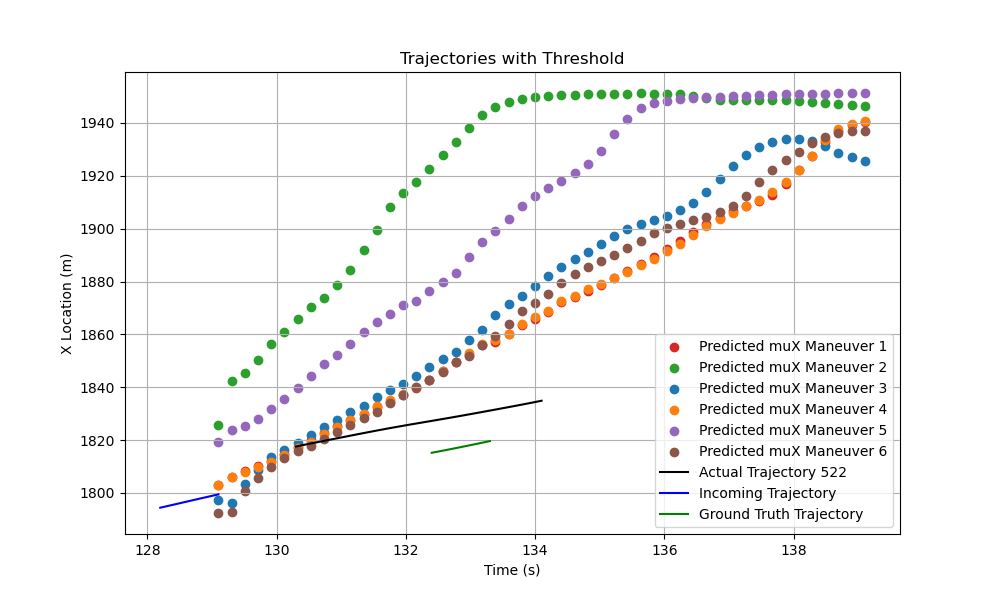 Trajectories with Threshold
X Location (m)
1940
1920
1900
1880
1860
1840
1820
1800
128
130
132
134
136
138
Time (s)
Predicted muX Maneuver 1
Predicted muX Maneuver 2
Predicted muX Maneuver 3
Predicted muX Maneuver 4
Predicted muX Maneuver 5
Predicted muX Maneuver 6
Actual Trajectory 522
Incoming Trajectory
Ground Truth Trajectory